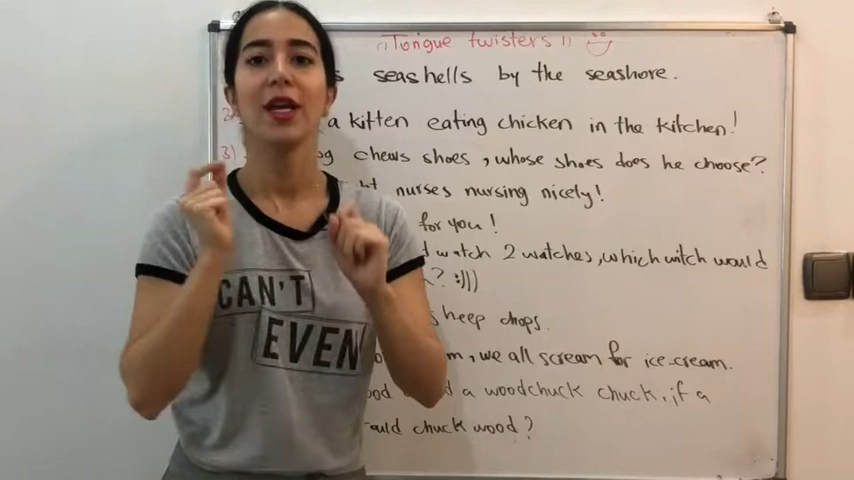 Tongue twisters
seashells by the seashore.
a kitten eating chicken in the kitchen!
3) chews shoes, whose shoes does he choose?
nurses nursing nicely!
for you!
watch 2 watches, which witch would
? :)))
sheep chops.
, we all scream for ice-cream.
a woodchuck chuck, if a
chuck wood?
CAN'T
EVEN